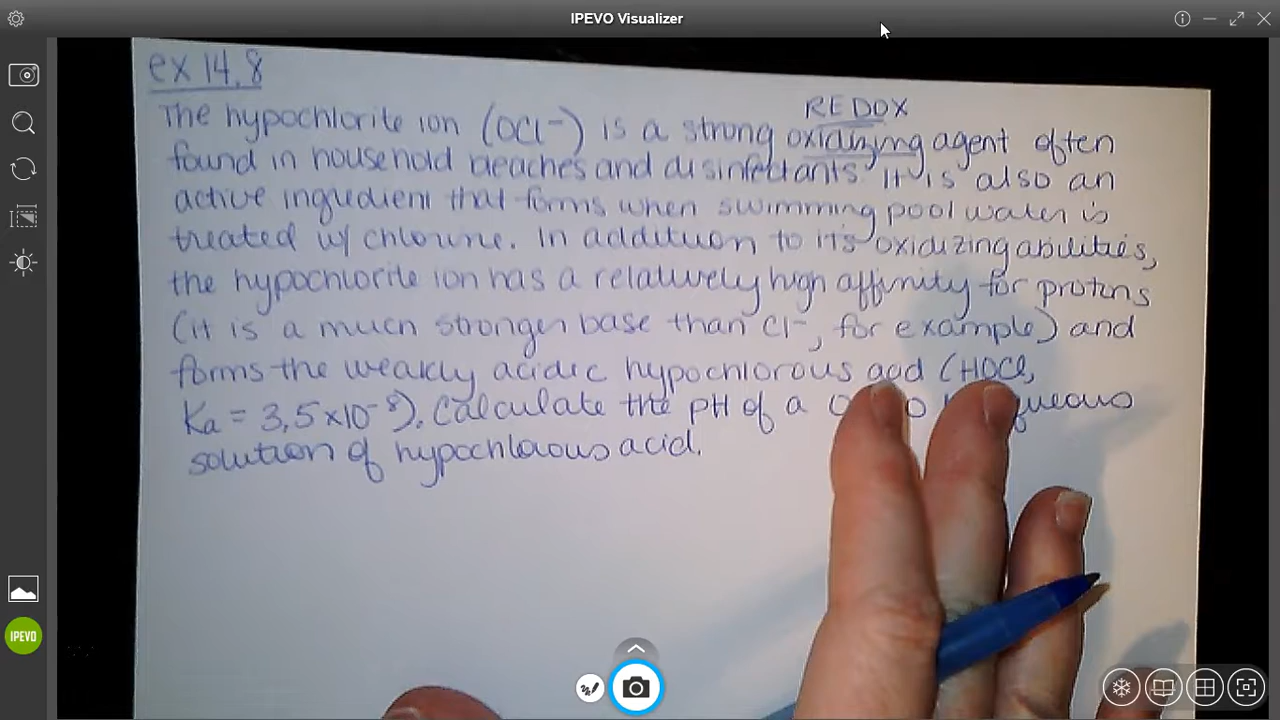 IPEVO Visualizer
ex 14.8
REDOX
The hypochlorite ion (OCl⁻) is a strong oxidizing agent often
found in household bleaches and disinfectants. It is also an
active ingredient that forms when swimming pool water is
treated w/ chlorine. In addition to its oxidizing abilities,
the hypochlorite ion has a relatively high affinity for protons
(it is a much stronger base than Cl⁻, for example) and
forms the weakly acidic hypochlorous acid (HOCl,
Ka = 3.5x10⁻⁸). Calculate the pH of a
solution of hypochlorous acid.
IPEVO